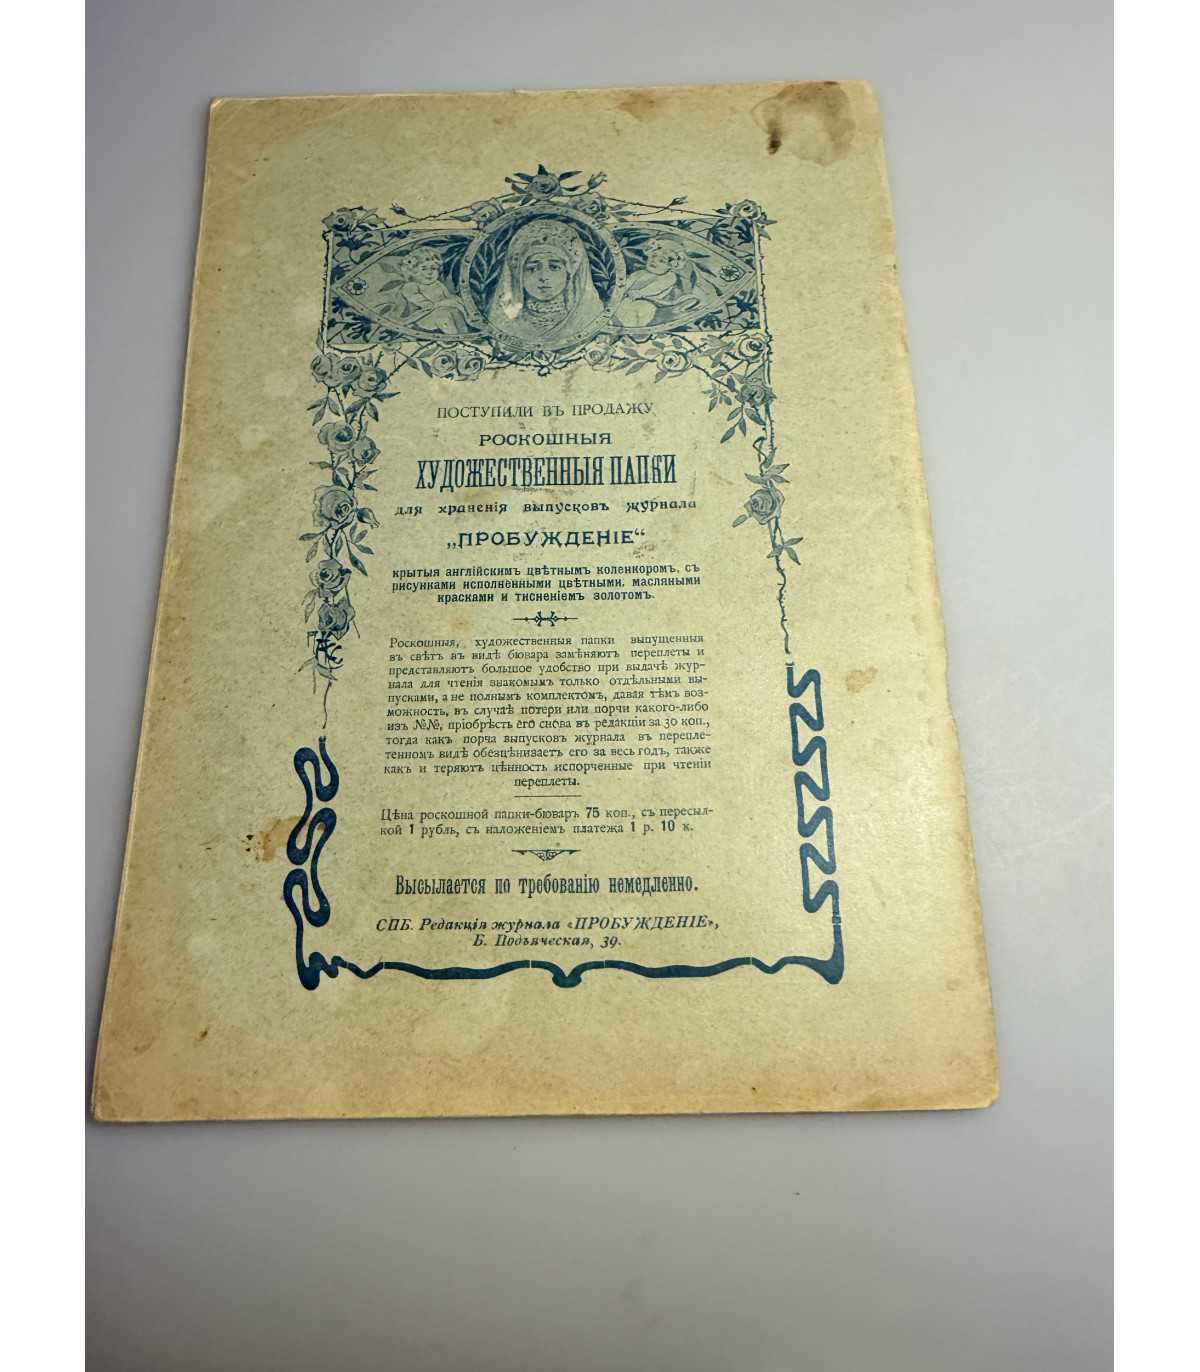 ПОСТУПИЛИ ВЪ ПРОДАЖУ
РОСКОШНЫЯ
ХУДОЖЕСТВЕННЫЯ ПАПКИ
для храненія выпусковъ журнала
„ПРОБУЖДЕНІЕ“
крытыя англійскимъ цвѣтнымъ коленкоромъ, съ
рисунками исполненными цвѣтными, масляными
красками и тисненіемъ золотомъ.
Роскошныя, художественныя папки выпущенныя
въ свѣтъ въ видѣ бювара замѣняютъ переплеты и
представляютъ большое удобство при выдачѣ жур-
нала для чтенія знакомымъ только отдѣльными вы-
пусками, а не полнымъ комплектомъ, давая тѣмъ воз-
можность, въ случаѣ потери или порчи какого-либо
изъ №№, пріобрѣсть его снова въ редакціи за 30 коп.,
тогда какъ порча выпусковъ журнала въ перепле-
тенномъ видѣ обезцѣниваетъ его за весь годъ, также
какъ и теряютъ цѣнность испорченные при чтеніи
переплеты.
Цѣна роскошной папки-бюваръ 75 коп., съ пересыл-
кой 1 рубль, съ наложеніемъ платежа 1 р. 10 к.
Высылается по требованію немедленно.
СПБ. Редакція журнала «ПРОБУЖДЕНІЕ»,
Б. Подъяческая, 39.